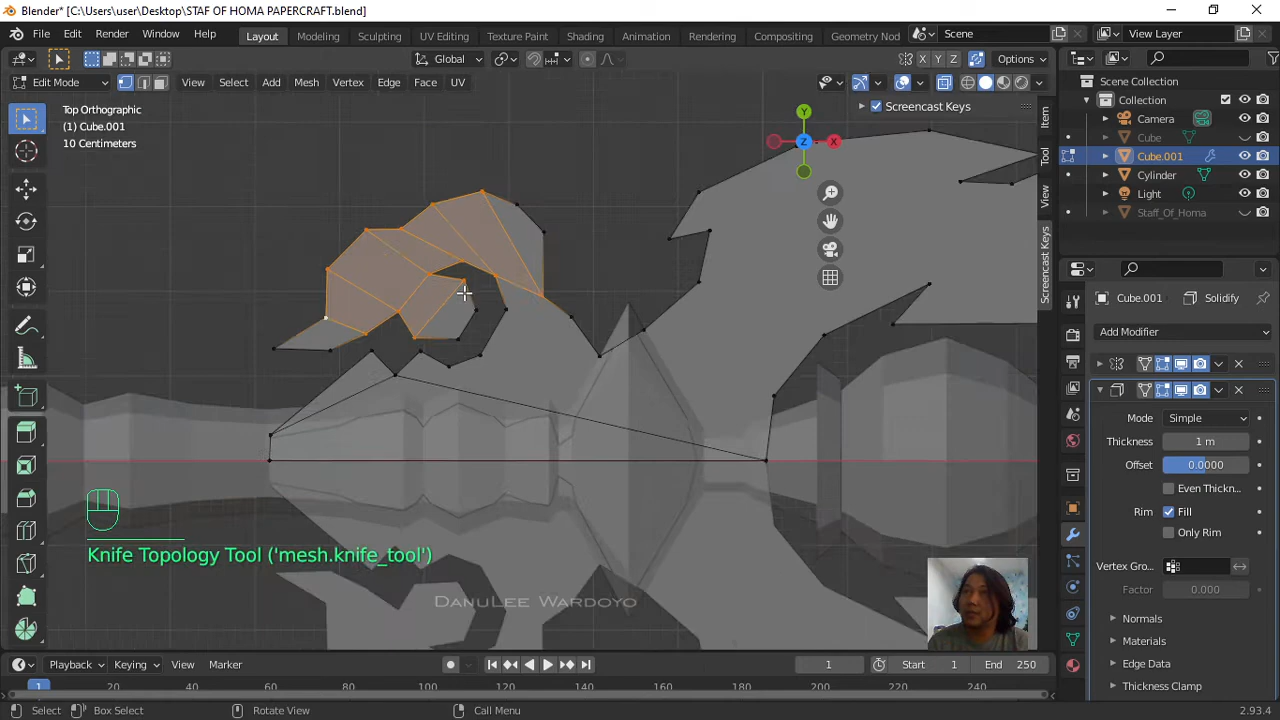 Blender* [C:\Users\user\Desktop\STAF OF HOMA PAPERCRAFT.blend]
File Edit Render Window Help Layout Modeling Sculpting UV Editing Texture Paint Shading Animation Rendering Compositing Geometry Nod Scene View Layer
Global X Y Z Options
Edit Mode View Select Add Mesh Vertex Edge Face UV
Top Orthographic
(1) Cube.001
10 Centimeters
Screencast Keys
Y
X
Z
Item
Tool
View
Screencast Keys
Scene Collection
Collection
Camera
Cube
Cube.001
Cylinder
Light
Staff_Of_Homa
Cube.001 Solidify
Add Modifier
Mode Simple
Thickness 1 m
Offset 0.0000
Even Thickn...
Rim Fill
Only Rim
Vertex Gro...
Factor 0.000
Normals
Materials
Edge Data
Thickness Clamp
Knife Topology Tool ('mesh.knife_tool')
DanuLee Wardoyo
Playback Keying View Marker 1 Start 1 End 250
1 20 40 60 80 100 120 140 160 180 200 220 240
Select Box Select Rotate View Call Menu 2.93.4